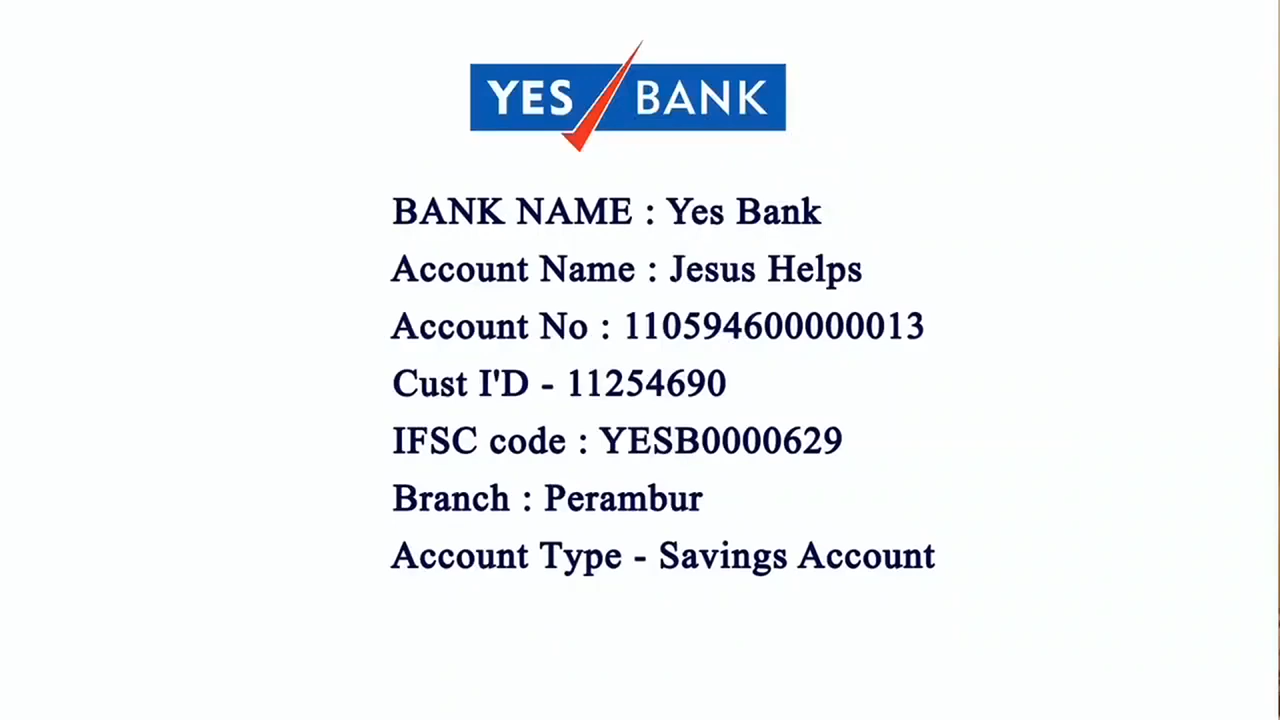 YES BANK
BANK NAME : Yes Bank
Account Name : Jesus Helps
Account No : 110594600000013
Cust I'D - 11254690
IFSC code : YESB0000629
Branch : Perambur
Account Type - Savings Account